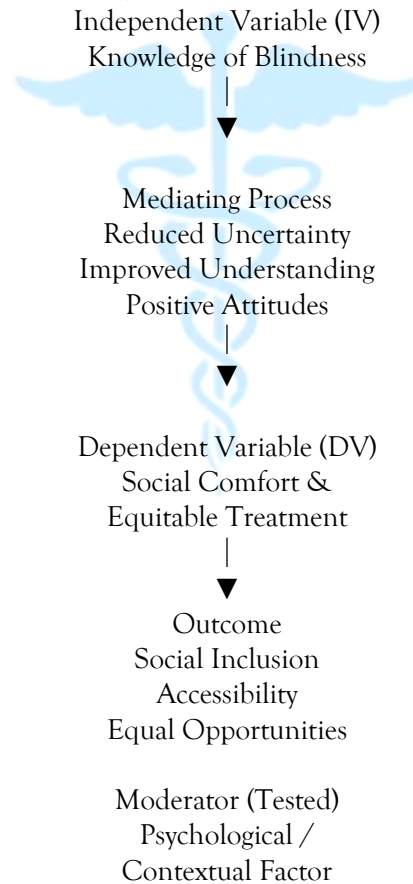 Independent Variable (IV)
Knowledge of Blindness
Mediating Process
Reduced Uncertainty
Improved Understanding
Positive Attitudes
Dependent Variable (DV)
Social Comfort &
Equitable Treatment
Outcome
Social Inclusion
Accessibility
Equal Opportunities
Moderator (Tested)
Psychological /
Contextual Factor